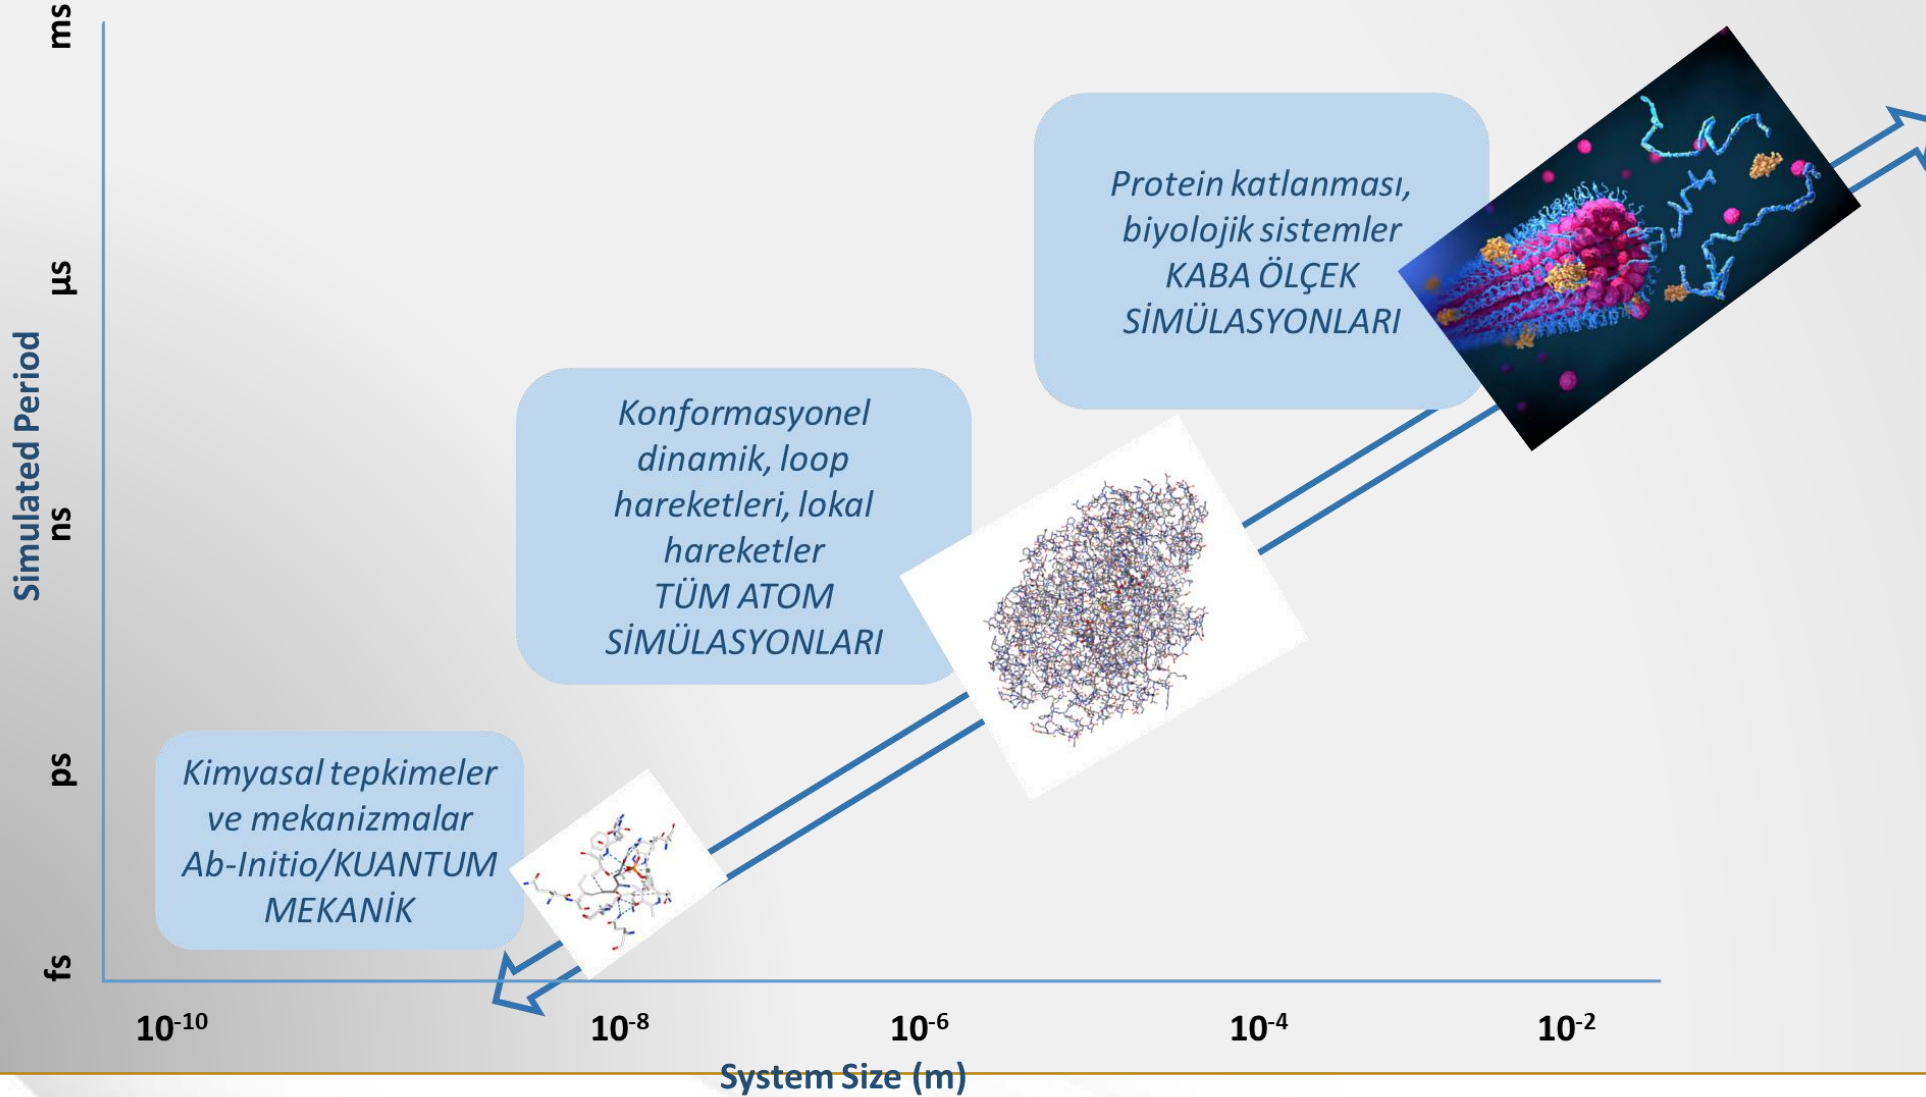 ms
µs
ns
ps
fs
Simulated Period
Protein katlanması,
biyolojik sistemler
KABA ÖLÇEK
SİMÜLASYONLARI
Konformasyonel
dinamik, loop
hareketleri, lokal
hareketler
TÜM ATOM
SİMÜLASYONLARI
Kimyasal tepkimeler
ve mekanizmalar
Ab-Initio/KUANTUM
MEKANİK
10⁻¹⁰ 10⁻⁸ 10⁻⁶ 10⁻⁴ 10⁻²
System Size (m)